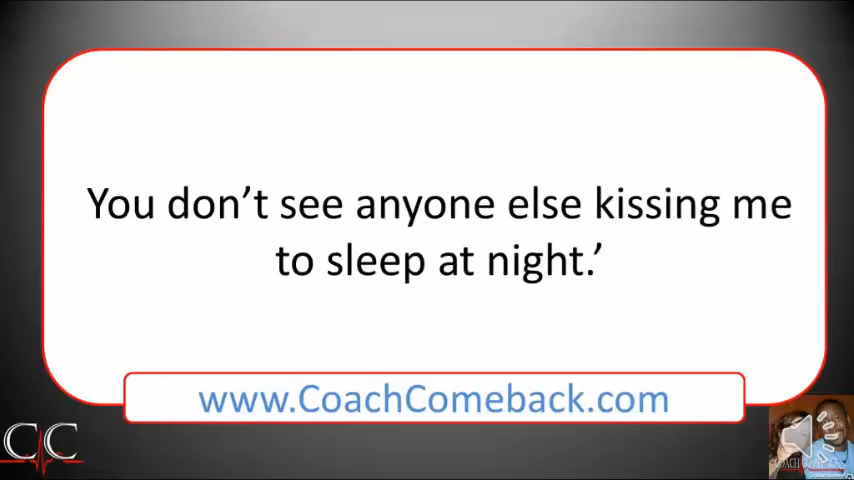 You don’t see anyone else kissing me
to sleep at night.’
www.CoachComeback.com
CC